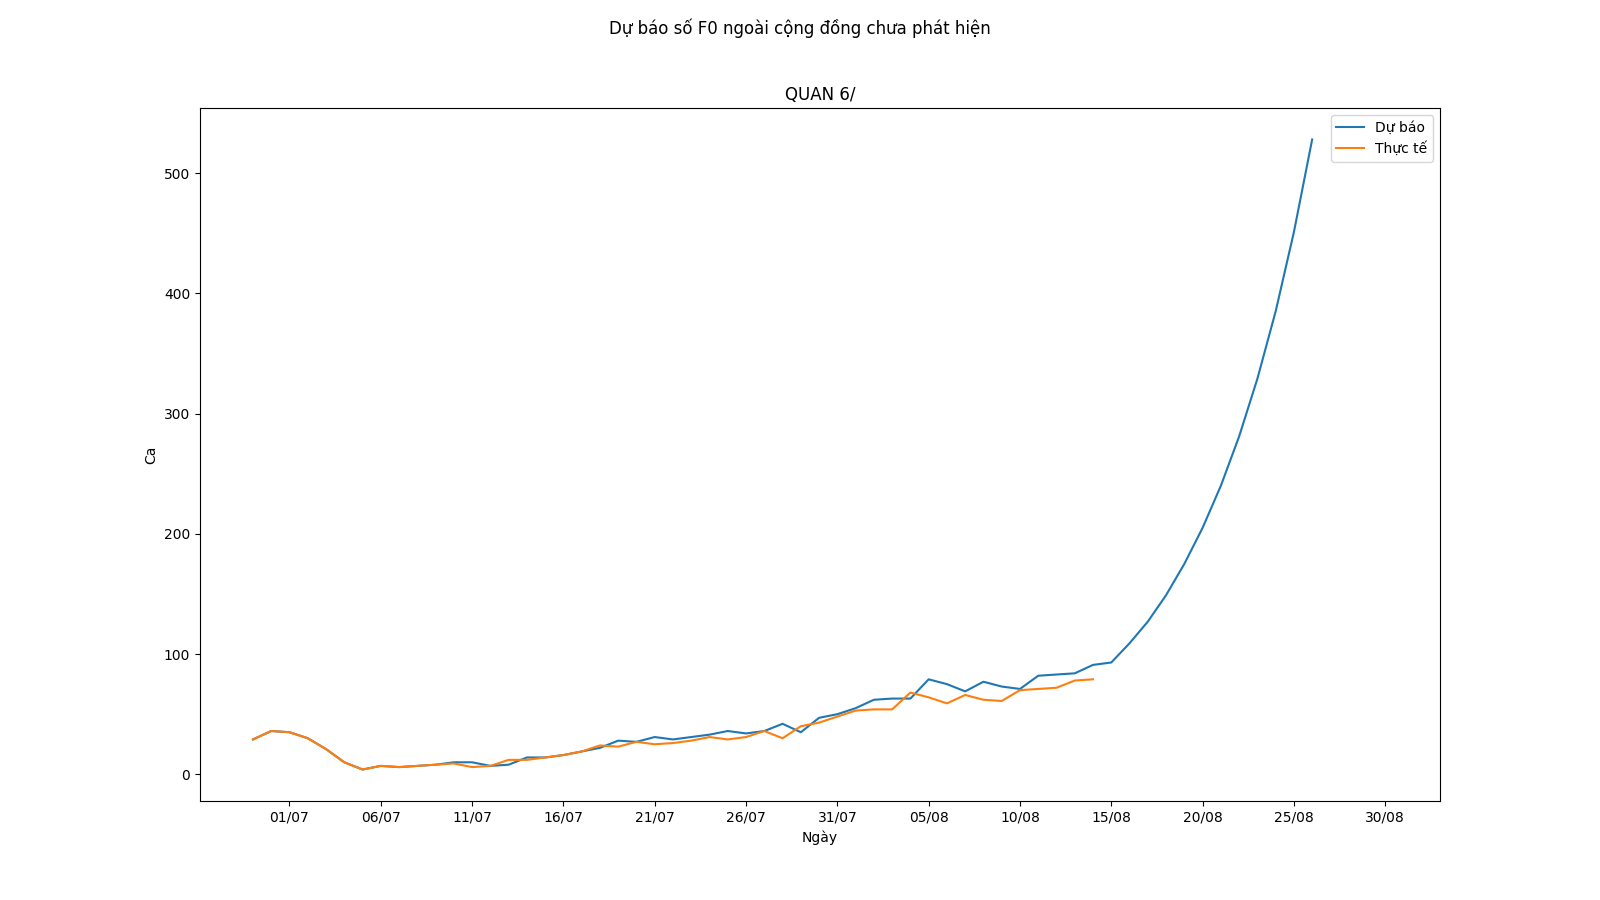 Dự báo số F0 ngoài cộng đồng chưa phát hiện
QUAN 6/
Dự báo
Thực tế
500
400
300
200
100
0
Ca
01/07 06/07 11/07 16/07 21/07 26/07 31/07 05/08 10/08 15/08 20/08 25/08 30/08
Ngày